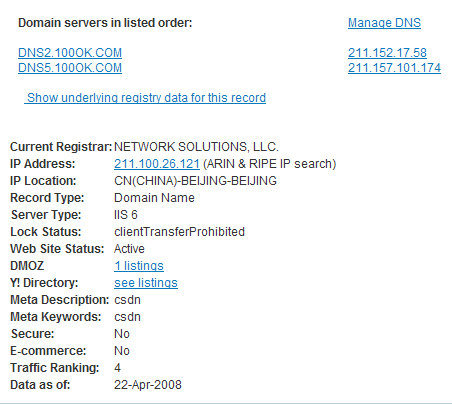 Domain servers in listed order: Manage DNS
DNS2.100OK.COM 211.152.17.58
DNS5.100OK.COM 211.157.101.174
Show underlying registry data for this record
Current Registrar: NETWORK SOLUTIONS, LLC.
IP Address: 211.100.26.121 (ARIN & RIPE IP search)
IP Location: CN(CHINA)-BEIJING-BEIJING
Record Type: Domain Name
Server Type: IIS 6
Lock Status: clientTransferProhibited
Web Site Status: Active
DMOZ 1 listings
Y! Directory: see listings
Meta Description: csdn
Meta Keywords: csdn
Secure: No
E-commerce: No
Traffic Ranking: 4
Data as of: 22-Apr-2008